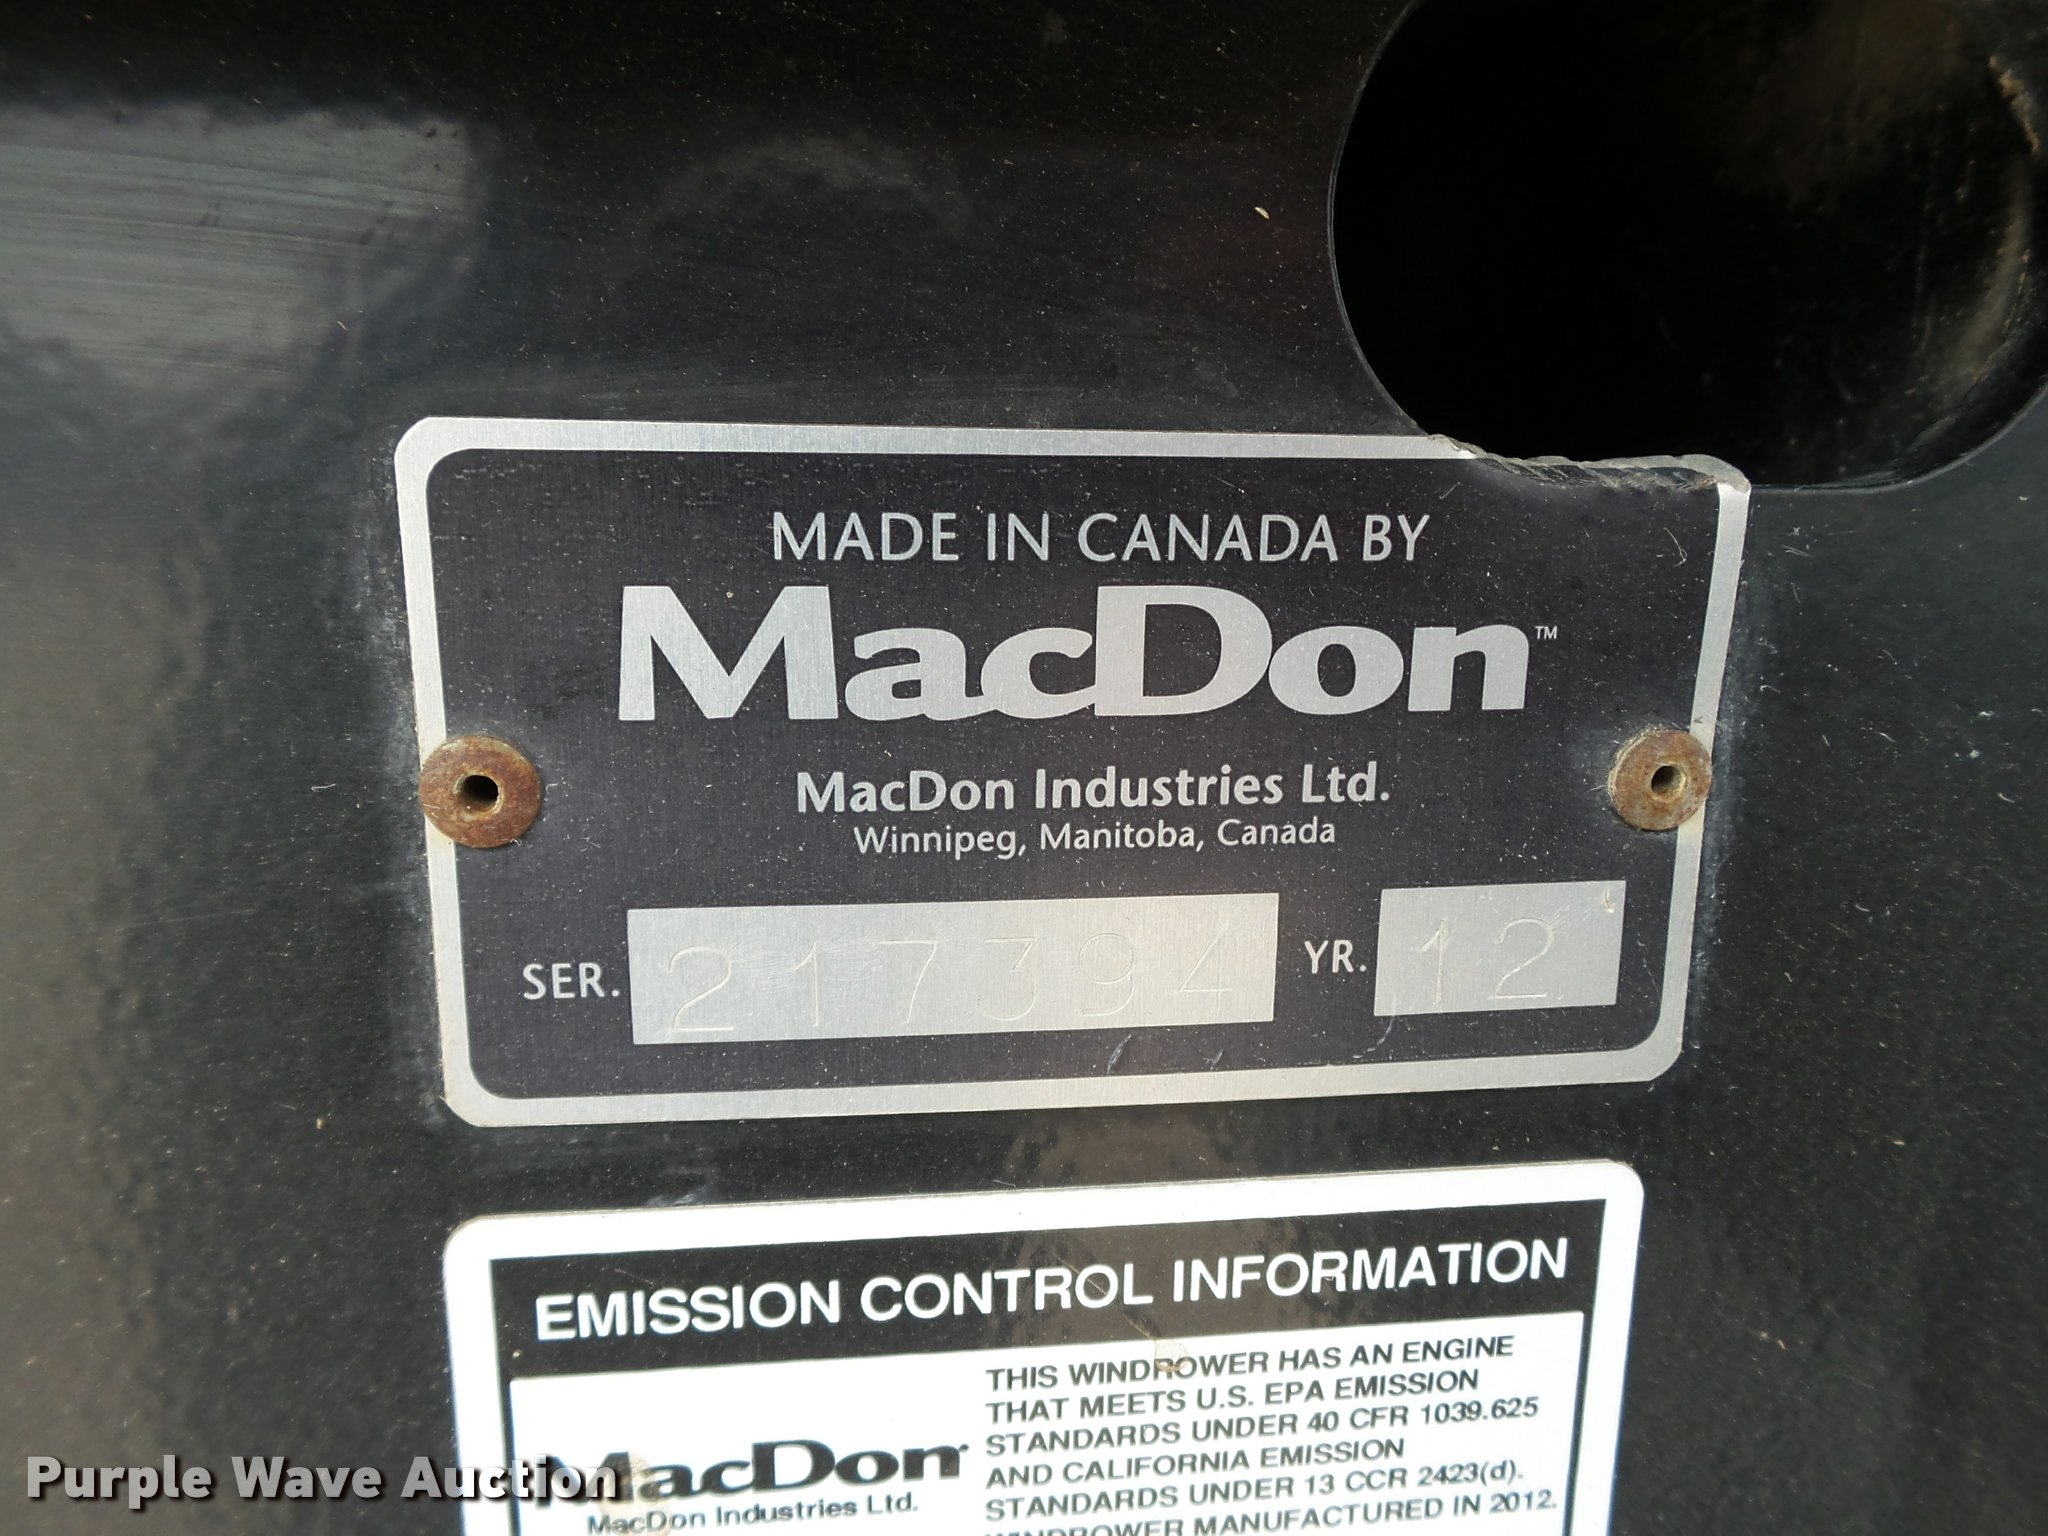 MADE IN CANADA BY
MacDon™
MacDon Industries Ltd.
Winnipeg, Manitoba, Canada
SER. 217394 YR. 12
EMISSION CONTROL INFORMATION
MacDon
MacDon Industries Ltd.
THIS WINDROWER HAS AN ENGINE
THAT MEETS U.S. EPA EMISSION
STANDARDS UNDER 40 CFR 1039.625
AND CALIFORNIA EMISSION
STANDARDS UNDER 13 CCR 2423(d).
WINDROWER MANUFACTURED IN 2012.
Purple Wave Auction